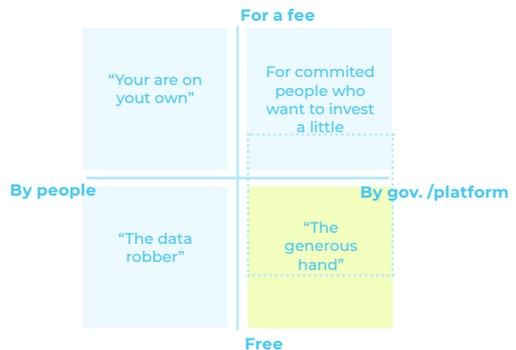 For a fee
“Your are on
yout own”
For commited
people who
want to invest
a little
By people
By gov. /platform
“The data
robber”
“The
generous
hand”
Free